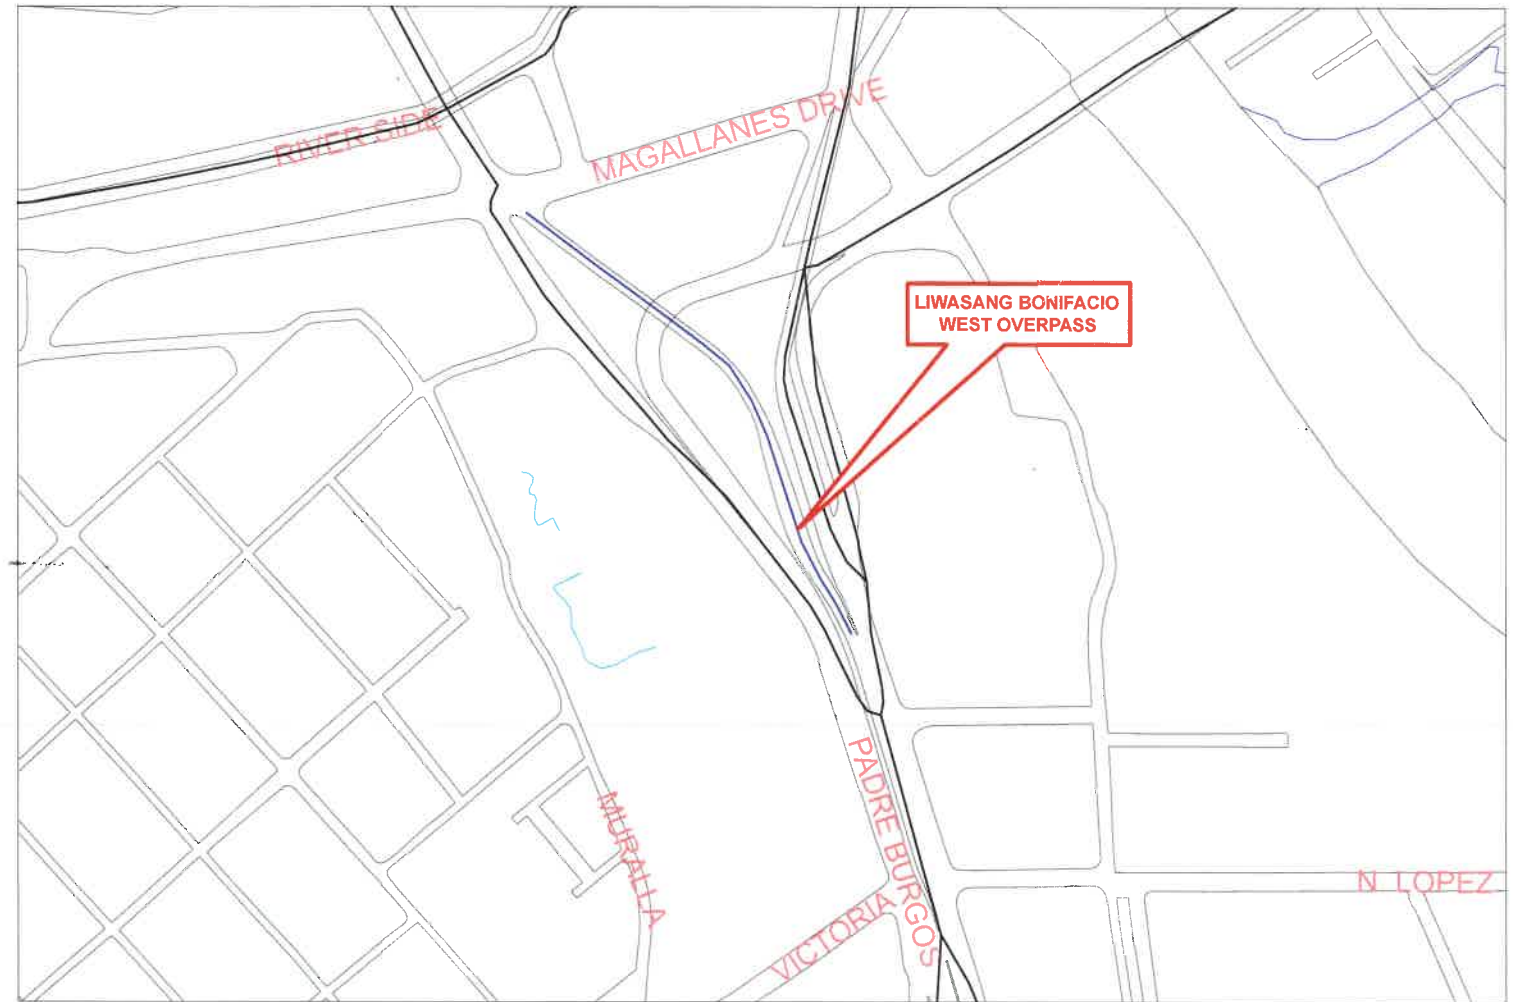 RIVER SIDE
MAGALLANES DRIVE
LIWASANG BONIFACIO
WEST OVERPASS
PADRE BURGOS
MURALLA
VICTORIA
N LOPEZ